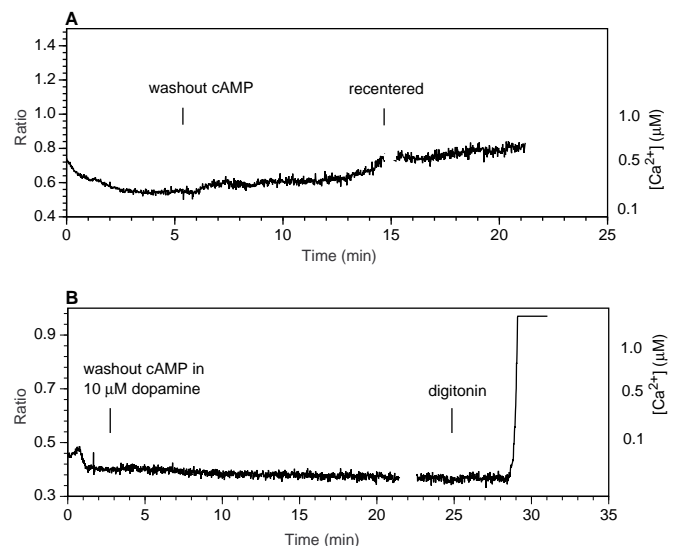 A
1.4
1.2
1.0
0.8
0.6
0.4
Ratio
washout cAMP
recentered
1.0
0.5
0.1
[Ca2+] (μM)
0 5 10 15 20 25
Time (min)
B
0.9
0.7
0.5
0.3
Ratio
washout cAMP in
10 μM dopamine
digitonin
1.0
0.5
0.1
[Ca2+] (μM)
0 5 10 15 20 25 30 35
Time (min)